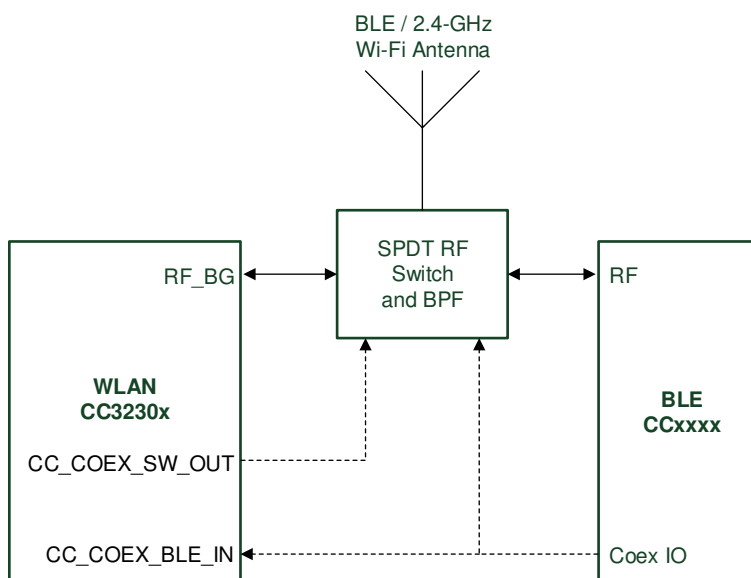 BLE / 2.4-GHz
Wi-Fi Antenna
SPDT RF
Switch
and BPF
RF_BG
RF
WLAN
CC3230x
BLE
CCxxxx
CC_COEX_SW_OUT
CC_COEX_BLE_IN
Coex IO